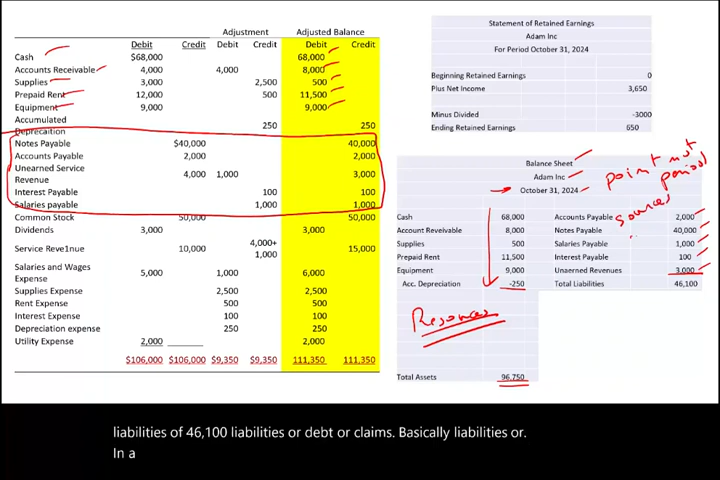 Adjustment Adjusted Balance
Debit Credit Debit Credit Debit Credit
Cash $68,000 68,000
Accounts Receivable 4,000 4,000 8,000
Supplies 3,000 2,500 500
Prepaid Rent 12,000 500 11,500
Equipment 9,000 9,000
Accumulated
Depreciation 250 250
Notes Payable $40,000 40,000
Accounts Payable 2,000 2,000
Unearned Service
Revenue 4,000 1,000 3,000
Interest Payable 100 100
Salaries payable 1,000 1,000
Common Stock 50,000 50,000
Dividends 3,000 3,000
Service Reve1nue 10,000 4,000+
1,000 15,000
Salaries and Wages
Expense 5,000 1,000 6,000
Supplies Expense 2,500 2,500
Rent Expense 500 500
Interest Expense 100 100
Depreciation expense 250 250
Utility Expense 2,000 2,000
$106,000 $106,000 $9,350 $9,350 111,350 111,350
Statement of Retained Earnings
Adam Inc
For Period October 31, 2024
Beginning Retained Earnings 0
Plus Net Income 3,650
Minus Divided -3000
Ending Retained Earnings 650
Balance Sheet
Adam Inc
October 31, 2024
point not
period
sources
Cash 68,000 Accounts Payable 2,000
Account Receivable 8,000 Notes Payable 40,000
Supplies 500 Salaries Payable 1,000
Prepaid Rent 11,500 Interest Payable 100
Equipment 9,000 Unaerned Revenues 3,000
Acc. Depreciation -250 Total Liabilities 46,100
Resources
Total Assets 96,750
liabilities of 46,100 liabilities or debt or claims. Basically liabilities or.
In a